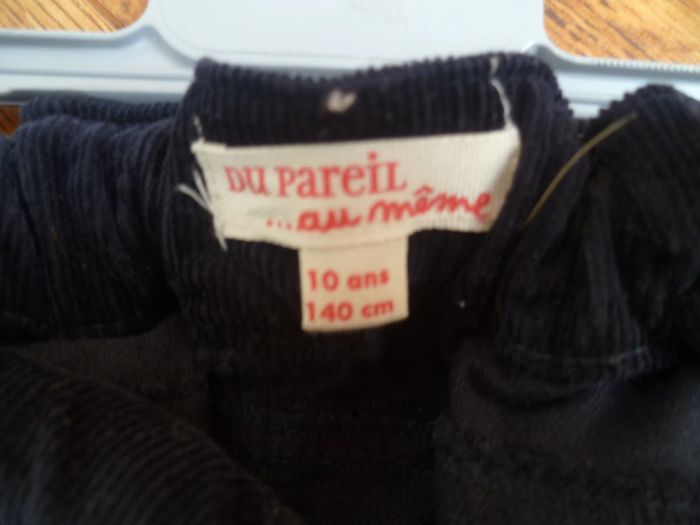 DU PareiL
...au même
10 ans
140 cm